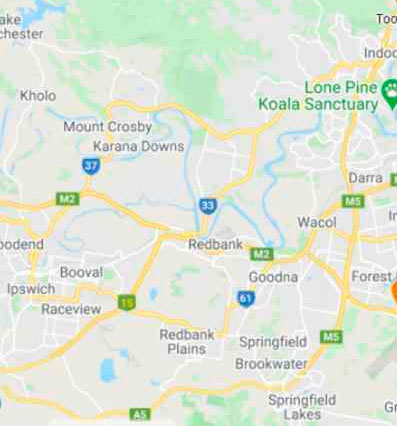 Too
ake
chester
Indoo
Lone Pine
Koala Sanctuary
Kholo
Mount Crosby
Karana Downs
37
Darra
M2
33
M5
Wacol
In
oodend
Redbank
M2
Booval
Goodna
Forest
Ipswich
61
15
Raceview
Redbank
Plains
Springfield
M5
Brookwater
Springfield
Lakes
A5
Gr